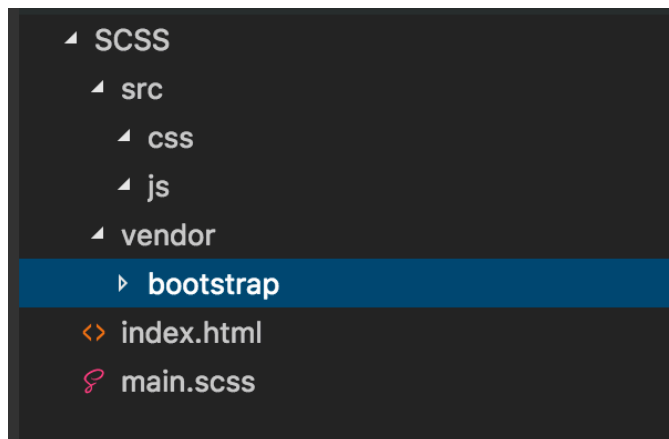 SCSS
src
css
js
vendor
bootstrap
index.html
main.scss